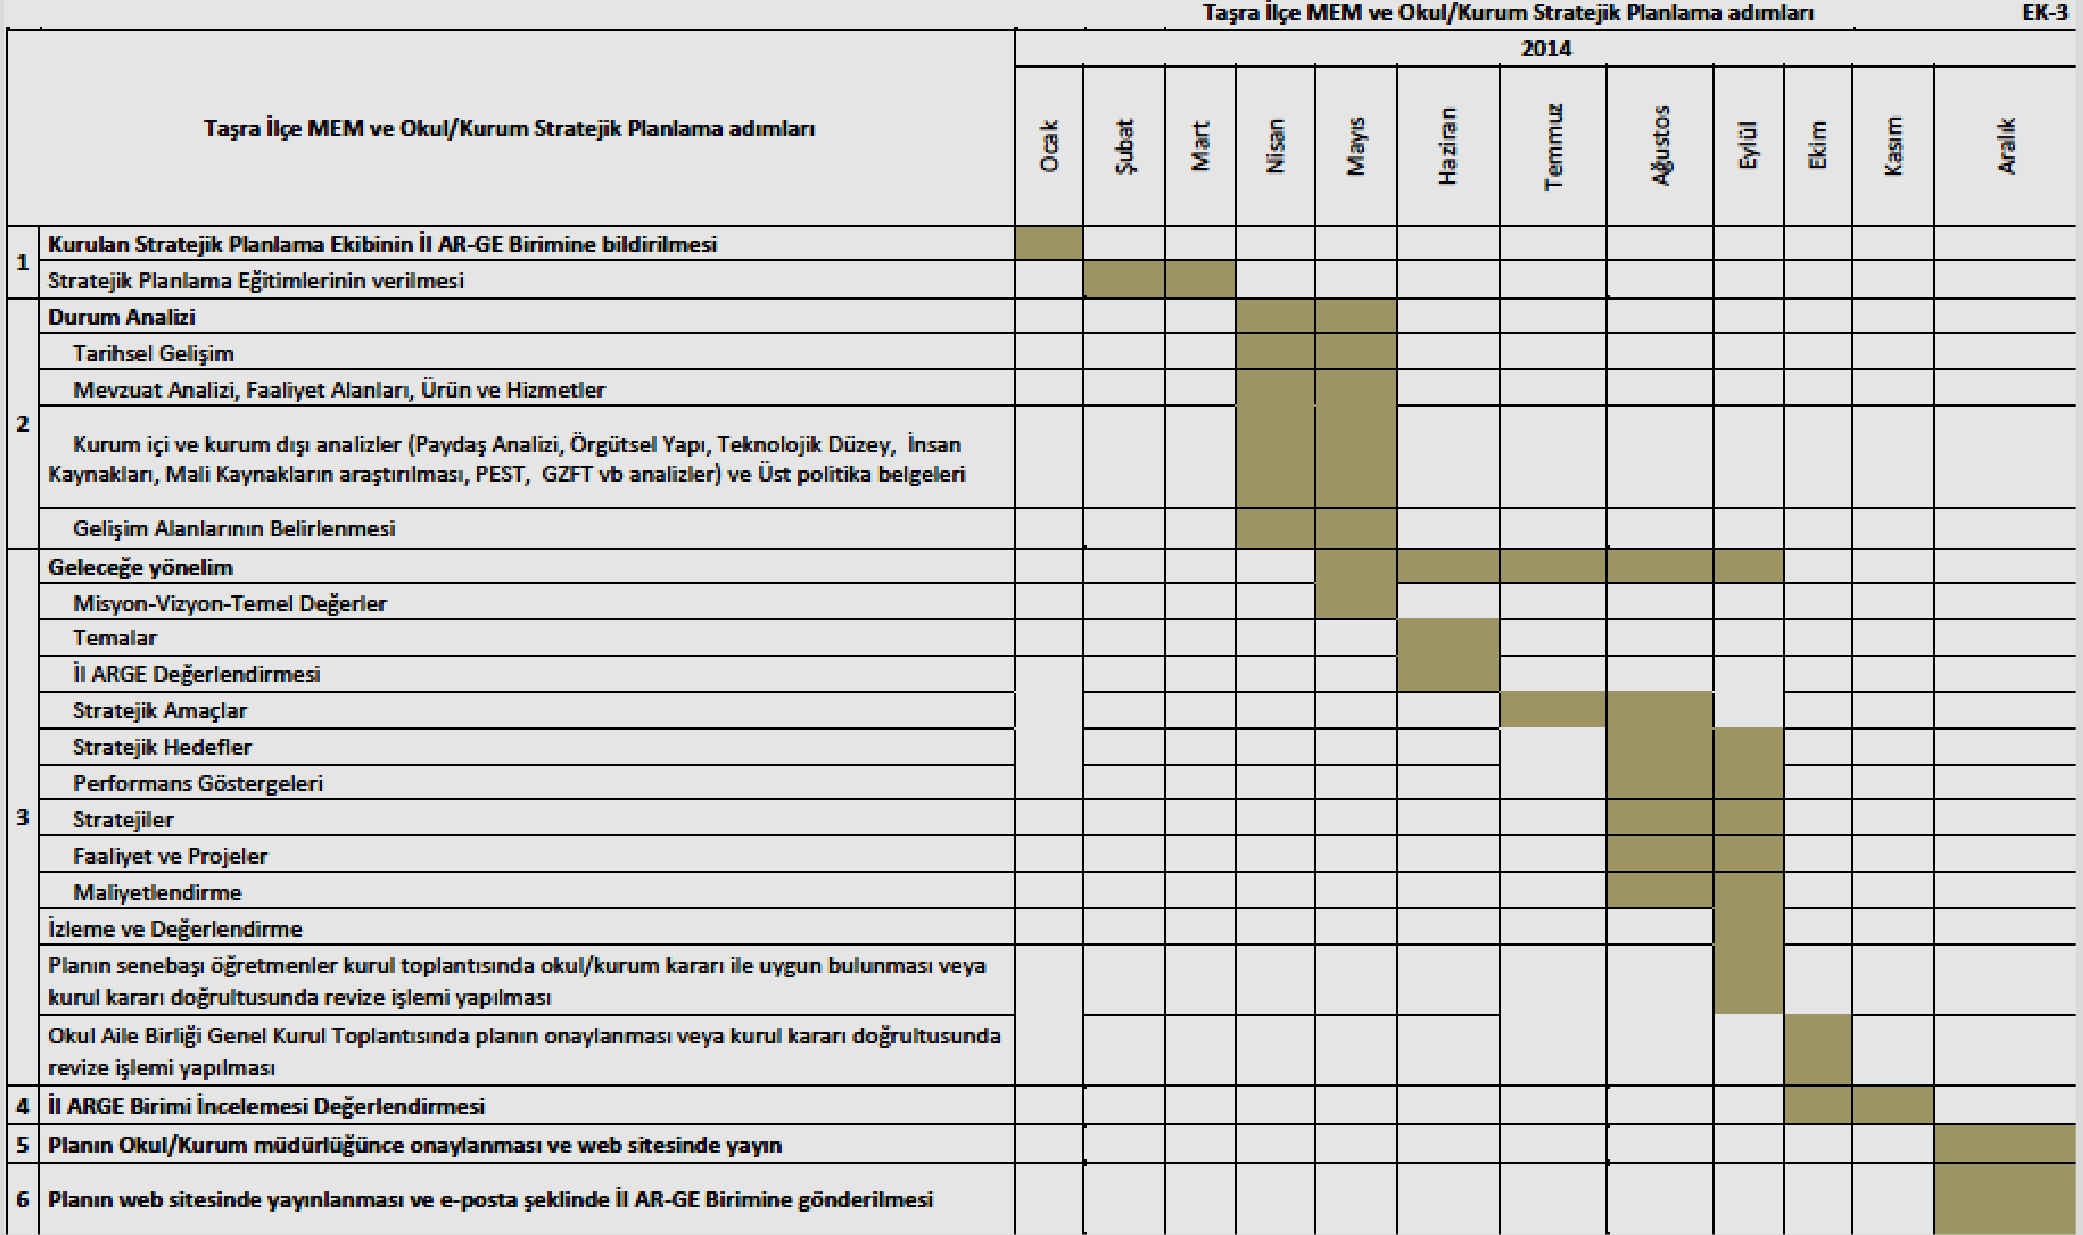 Taşra İlçe MEM ve Okul/Kurum Stratejik Planlama adımları EK-3
2014
Taşra İlçe MEM ve Okul/Kurum Stratejik Planlama adımları
Ocak
Şubat
Mart
Nisan
Mayıs
Haziran
Temmuz
Ağustos
Eylül
Ekim
Kasım
Aralık
1
Kurulan Stratejik Planlama Ekibinin İl AR-GE Birimine bildirilmesi
Stratejik Planlama Eğitimlerinin verilmesi
2
Durum Analizi
Tarihsel Gelişim
Mevzuat Analizi, Faaliyet Alanları, Ürün ve Hizmetler
Kurum içi ve kurum dışı analizler (Paydaş Analizi, Örgütsel Yapı, Teknolojik Düzey, İnsan
Kaynakları, Mali Kaynakların araştırılması, PEST, GZFT vb analizler) ve Üst politika belgeleri
Gelişim Alanlarının Belirlenmesi
3
Geleceğe yönelim
Misyon-Vizyon-Temel Değerler
Temalar
İl ARGE Değerlendirmesi
Stratejik Amaçlar
Stratejik Hedefler
Performans Göstergeleri
Stratejiler
Faaliyet ve Projeler
Maliyetlendirme
İzleme ve Değerlendirme
Planın senebaşı öğretmenler kurul toplantısında okul/kurum kararı ile uygun bulunması veya
kurul kararı doğrultusunda revize işlemi yapılması
Okul Aile Birliği Genel Kurul Toplantısında planın onaylanması veya kurul kararı doğrultusunda
revize işlemi yapılması
4 İl ARGE Birimi İncelemesi Değerlendirmesi
5 Planın Okul/Kurum müdürlüğünce onaylanması ve web sitesinde yayın
6 Planın web sitesinde yayınlanması ve e-posta şeklinde İl AR-GE Birimine gönderilmesi